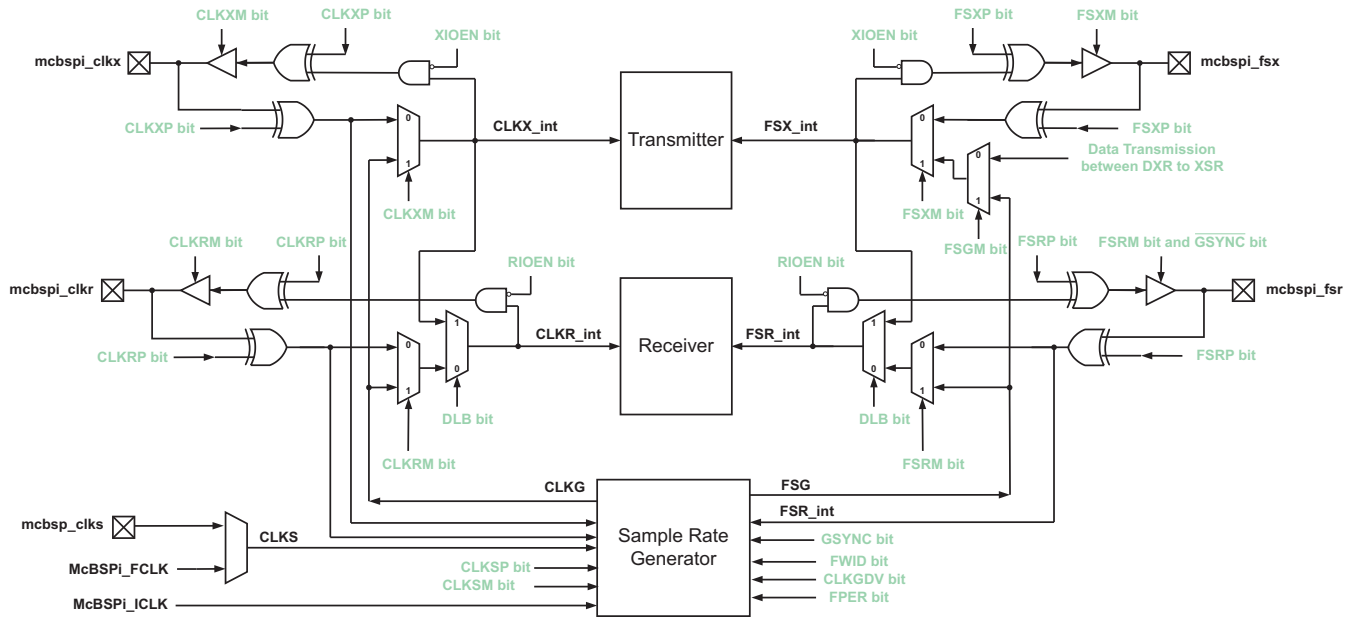 CLKXM bit
CLKXP bit
XIOEN bit
mcbspi_clkx
CLKXP bit
0
1
CLKXM bit
CLKX_int
Transmitter
FSX_int
XIOEN bit
FSXP bit
FSXM bit
mcbspi_fsx
FSXP bit
0
1
FSXM bit
Data Transmission
between DXR to XSR
0
1
FSGM bit
CLKRM bit
CLKRP bit
RIOEN bit
mcbspi_clkr
CLKRP bit
0
1
CLKRM bit
1
0
DLB bit
CLKR_int
Receiver
FSR_int
RIOEN bit
FSRP bit
FSRM bit and GSYNC bit
mcbspi_fsr
FSRP bit
1
0
DLB bit
0
1
FSRM bit
CLKG
FSG
mcbsp_clks
CLKS
McBSPi_FCLK
McBSPi_ICLK
CLKSP bit
CLKSM bit
Sample Rate
Generator
FSR_int
GSYNC bit
FWID bit
CLKGDV bit
FPER bit